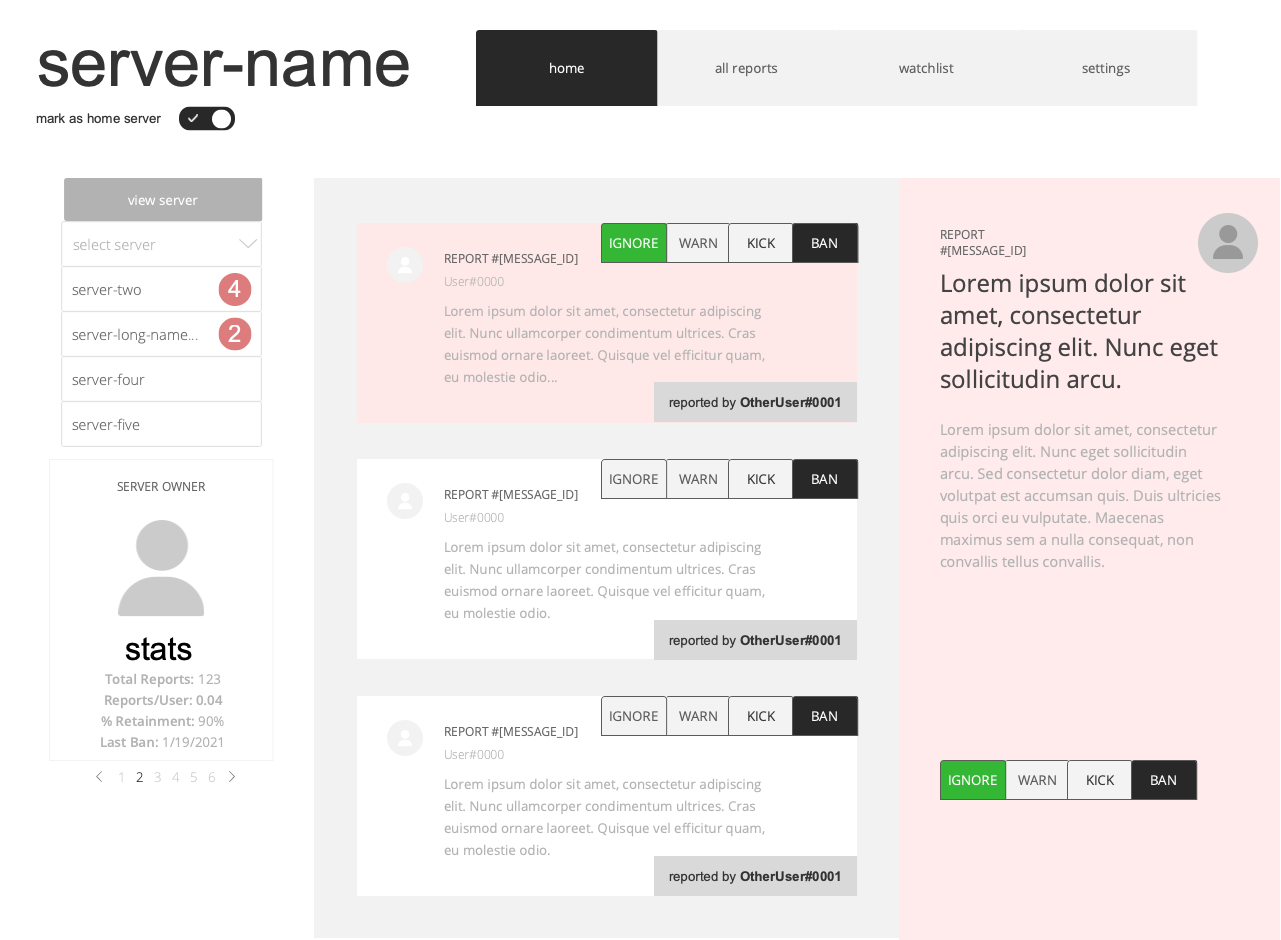 server-name
mark as home server
home
all reports
watchlist
settings
view server
select server
server-two
4
server-long-name...
2
server-four
server-five
SERVER OWNER
stats
Total Reports: 123
Reports/User: 0.04
% Retainment: 90%
Last Ban: 1/19/2021
1 2 3 4 5 6
REPORT #[MESSAGE_ID]
IGNORE WARN KICK BAN
User#0000
Lorem ipsum dolor sit amet, consectetur adipiscing
elit. Nunc ullamcorper condimentum ultrices. Cras
euismod ornare laoreet. Quisque vel efficitur quam,
eu molestie odio...
reported by OtherUser#0001
REPORT #[MESSAGE_ID]
IGNORE WARN KICK BAN
User#0000
Lorem ipsum dolor sit amet, consectetur adipiscing
elit. Nunc ullamcorper condimentum ultrices. Cras
euismod ornare laoreet. Quisque vel efficitur quam,
eu molestie odio.
reported by OtherUser#0001
REPORT #[MESSAGE_ID]
IGNORE WARN KICK BAN
User#0000
Lorem ipsum dolor sit amet, consectetur adipiscing
elit. Nunc ullamcorper condimentum ultrices. Cras
euismod ornare laoreet. Quisque vel efficitur quam,
eu molestie odio.
reported by OtherUser#0001
REPORT
#[MESSAGE_ID]
Lorem ipsum dolor sit
amet, consectetur
adipiscing elit. Nunc eget
sollicitudin arcu.
Lorem ipsum dolor sit amet, consectetur
adipiscing elit. Nunc eget sollicitudin
arcu. Sed consectetur dolor diam, eget
volutpat est accumsan quis. Duis ultricies
quis orci eu vulputate. Maecenas
maximus sem a nulla consequat, non
convallis tellus convallis.
IGNORE WARN KICK BAN